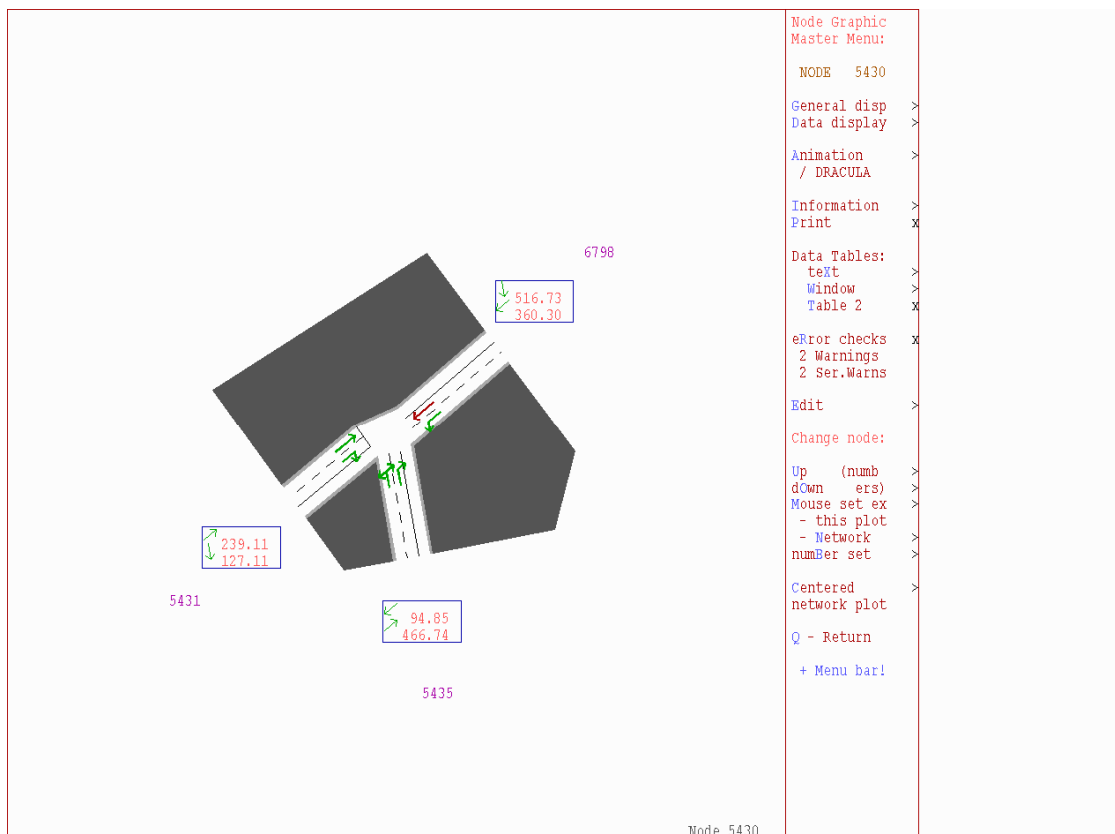 6798
516.73
360.30
239.11
127.11
5431
94.85
466.74
5435
Node 5430
Node Graphic
Master Menu:
NODE 5430
General disp >
Data display >
Animation >
/ DRACULA
Information >
Print x
Data Tables:
teXt >
Window >
Table 2 x
eRror checks x
2 Warnings
2 Ser.Warns
Edit >
Change node:
Up (numb >
dOwn ers) >
Mouse set ex >
- this plot
- Network >
numBer set >
Centered >
network plot
Q - Return
+ Menu bar!